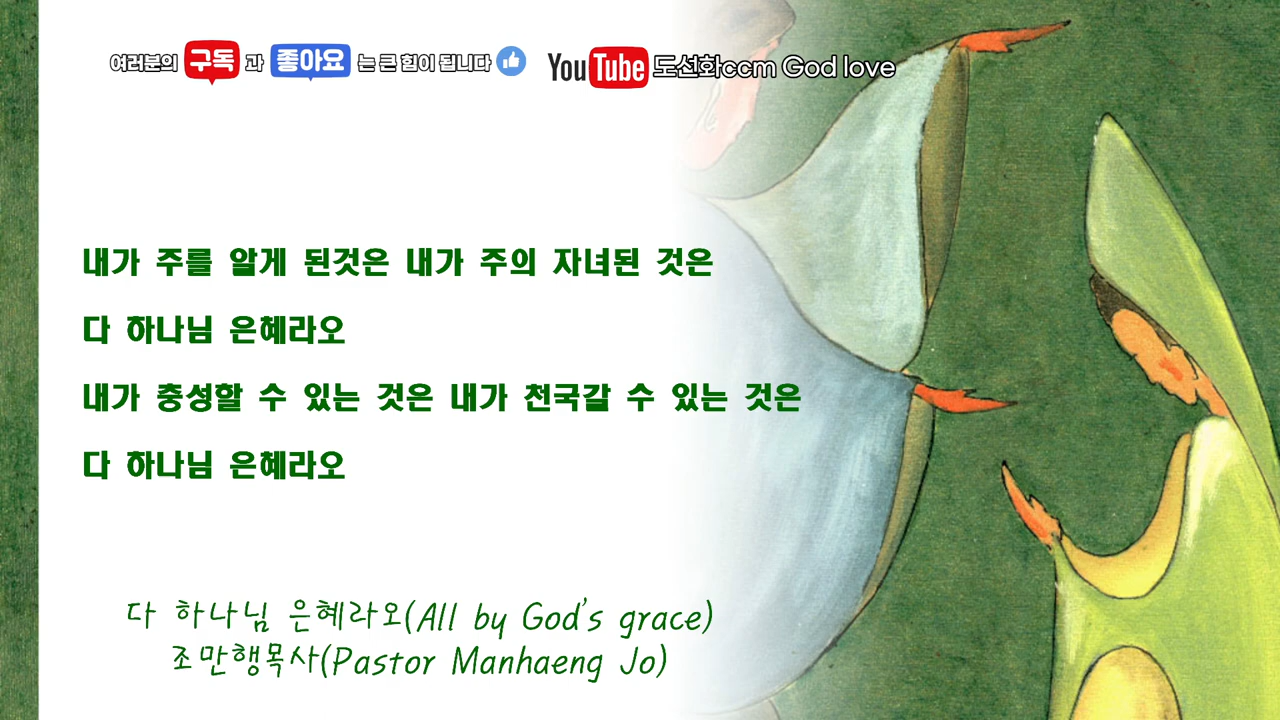 여러분의 구독 과 좋아요 는 큰 힘이 됩니다 YouTube 도선화ccm God love
내가 주를 알게 된것은 내가 주의 자녀된 것은
다 하나님 은혜라오
내가 충성할 수 있는 것은 내가 천국갈 수 있는 것은
다 하나님 은혜라오
다 하나님 은혜라오(All by God's grace)
조만행목사(Pastor Manhaeng Jo)